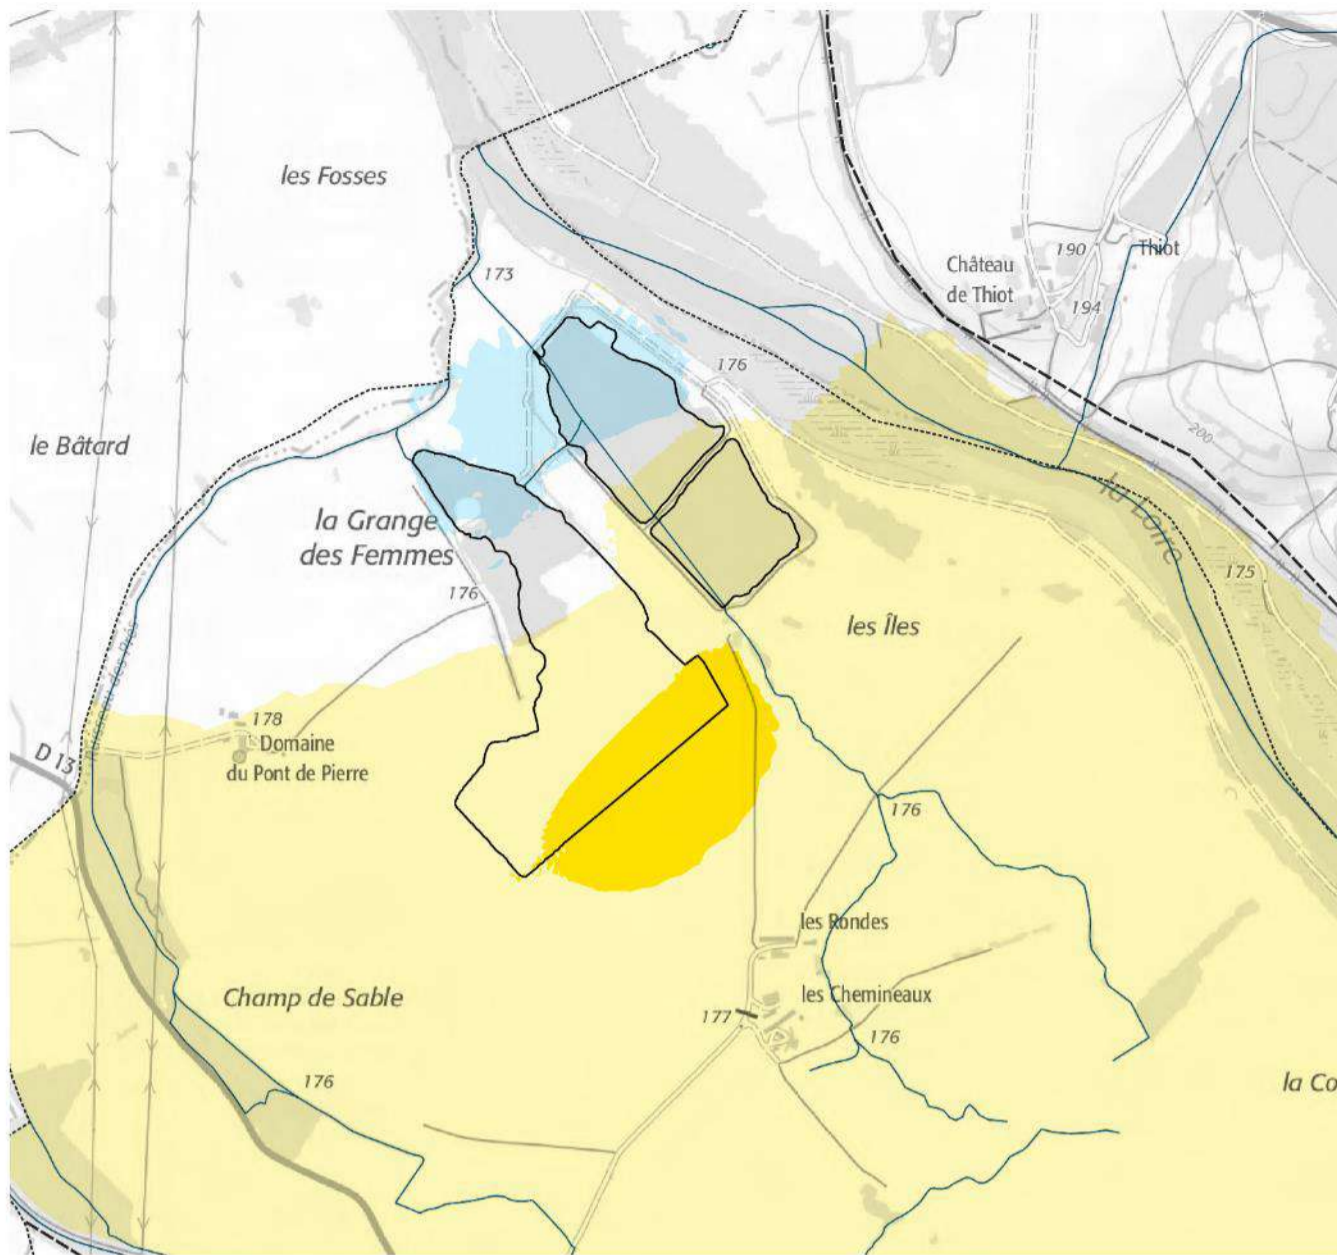 les Fosses
190
Thiot
Château
de Thiot
194
173
176
200
le Bâtard
la Loire
la Grange
des Femmes
175
176
les Îles
178
D 13
Domaine
du Pont de Pierre
176
les Rondes
Champ de Sable
les Chemineaux
177
176
176
la Co